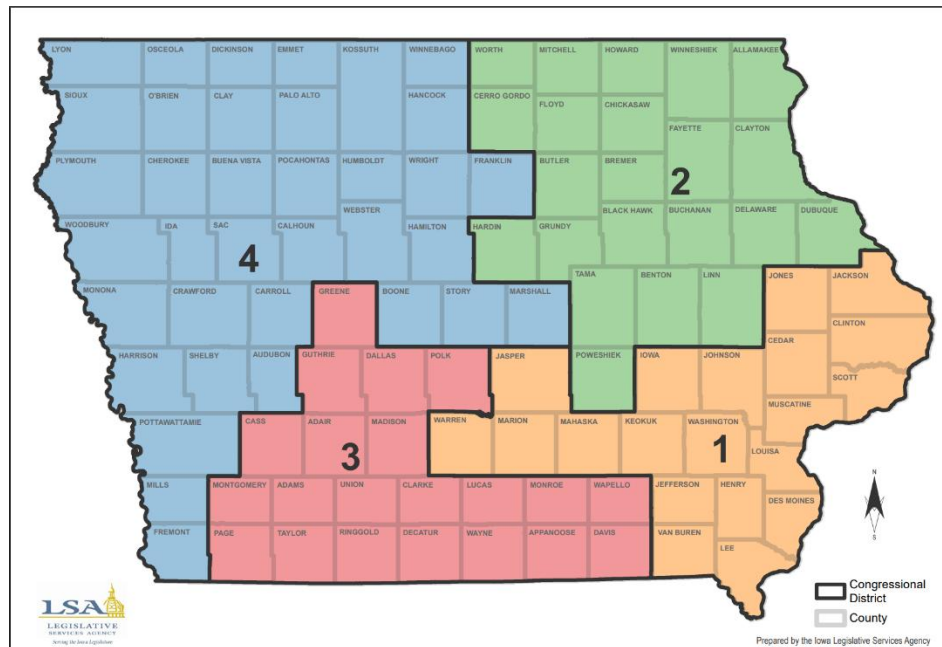 LYON OSCEOLA DICKINSON EMMET KOSSUTH WINNEBAGO WORTH MITCHELL HOWARD WINNESHIEK ALLAMAKEE
SIOUX O'BRIEN CLAY PALO ALTO HANCOCK CERRO GORDO FLOYD CHICKASAW
FAYETTE CLAYTON
PLYMOUTH CHEROKEE BUENA VISTA POCAHONTAS HUMBOLDT WRIGHT FRANKLIN BUTLER BREMER
2
WEBSTER BLACK HAWK BUCHANAN DELAWARE DUBUQUE
WOODBURY IDA SAC CALHOUN HAMILTON HARDIN GRUNDY
4
TAMA BENTON LINN JONES JACKSON
MONONA CRAWFORD CARROLL GREENE BOONE STORY MARSHALL
CLINTON
CEDAR
HARRISON SHELBY AUDUBON GUTHRIE DALLAS POLK JASPER POWESHIEK IOWA JOHNSON
SCOTT
MUSCATINE
POTTAWATTAMIE CASS ADAIR MADISON WARREN MARION MAHASKA KEOKUK WASHINGTON
3
1
LOUISA
MILLS MONTGOMERY ADAMS UNION CLARKE LUCAS MONROE WAPELLO JEFFERSON HENRY
DES MOINES
FREMONT PAGE TAYLOR RINGGOLD DECATUR WAYNE APPANOOSE DAVIS VAN BUREN
LEE
N
S
Congressional
District
County
LSA
LEGISLATIVE
SERVICES AGENCY
Serving the Iowa Legislature
Prepared by the Iowa Legislative Services Agency